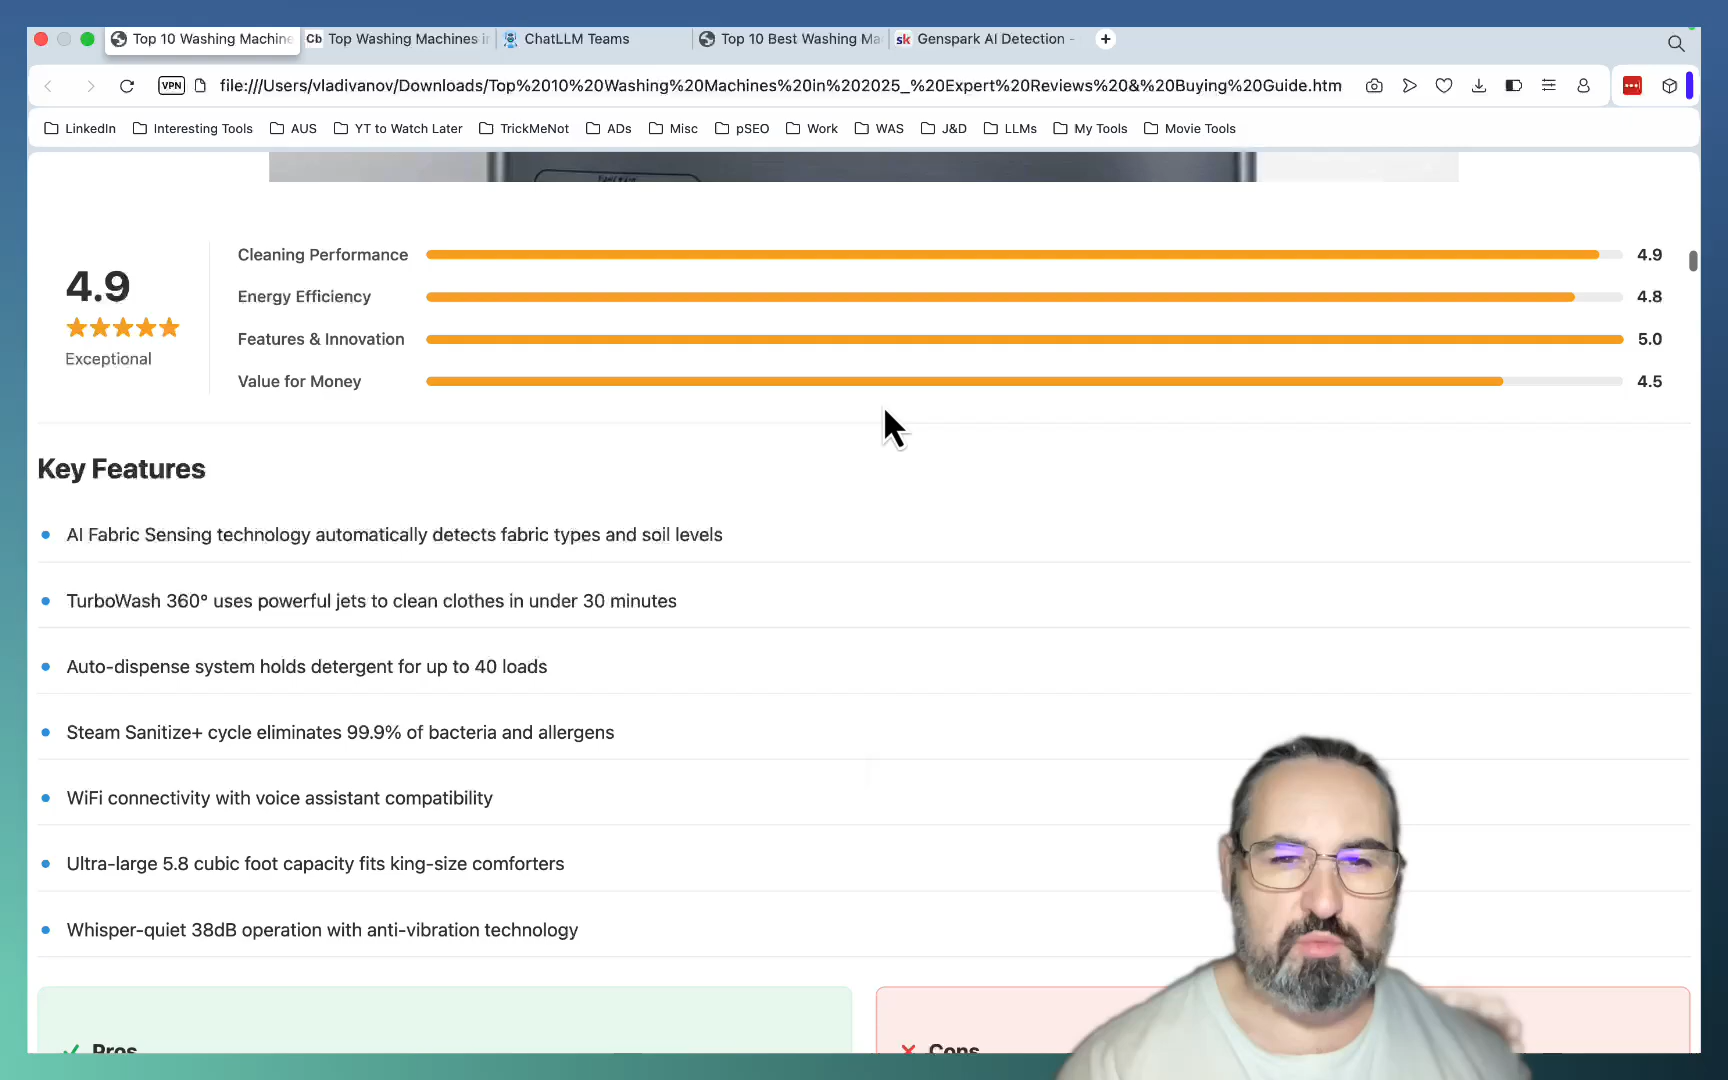 Top 10 Washing Machine
Cb Top Washing Machines in
ChatLLM Teams
Top 10 Best Washing Ma
sk Genspark AI Detection -
VPN
file:///Users/vladivanov/Downloads/Top%2010%20Washing%20Machines%20in%202025_%20Expert%20Reviews%20&%20Buying%20Guide.htm
LinkedIn
Interesting Tools
AUS
YT to Watch Later
TrickMeNot
ADs
Misc
pSEO
Work
WAS
J&D
LLMs
My Tools
Movie Tools
4.9
Exceptional
Cleaning Performance 4.9
Energy Efficiency 4.8
Features & Innovation 5.0
Value for Money 4.5
Key Features
AI Fabric Sensing technology automatically detects fabric types and soil levels
TurboWash 360° uses powerful jets to clean clothes in under 30 minutes
Auto-dispense system holds detergent for up to 40 loads
Steam Sanitize+ cycle eliminates 99.9% of bacteria and allergens
WiFi connectivity with voice assistant compatibility
Ultra-large 5.8 cubic foot capacity fits king-size comforters
Whisper-quiet 38dB operation with anti-vibration technology
Pros
Cons